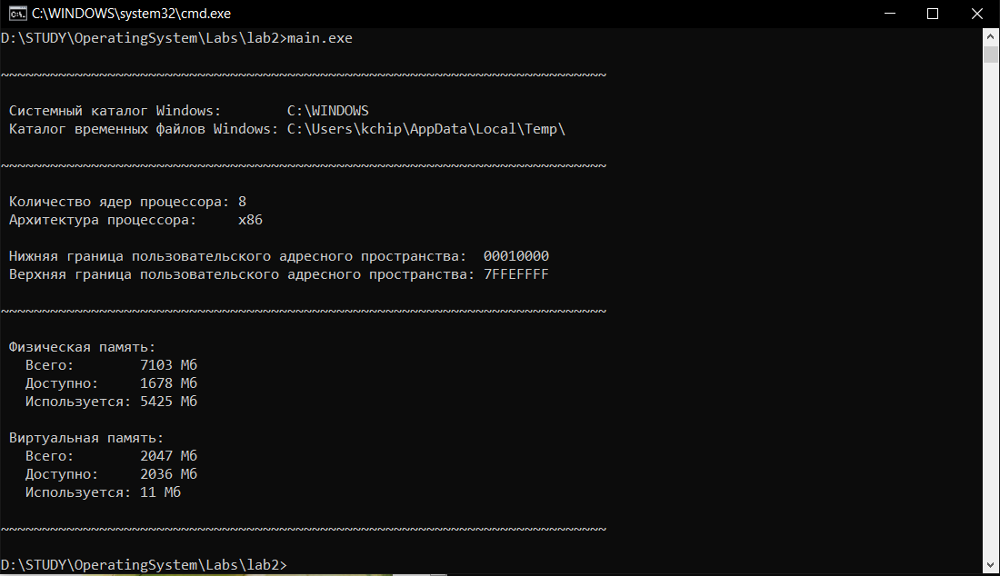 C:\WINDOWS\system32\cmd.exe
D:\STUDY\OperatingSystem\Labs\lab2>main.exe
~~~~~~~~~~~~~~~~~~~~~~~~~~~~~~~~~~~~~~~~~~~~~~~~~~~~~~~~~~~~~~~~~~~~~~~~~~
Системный каталог Windows:        C:\WINDOWS
Каталог временных файлов Windows: C:\Users\kchip\AppData\Local\Temp\
~~~~~~~~~~~~~~~~~~~~~~~~~~~~~~~~~~~~~~~~~~~~~~~~~~~~~~~~~~~~~~~~~~~~~~~~~~
Количество ядер процессора: 8
Архитектура процессора:     x86
Нижняя граница пользовательского адресного пространства:  00010000
Верхняя граница пользовательского адресного пространства: 7FFEFFFF
~~~~~~~~~~~~~~~~~~~~~~~~~~~~~~~~~~~~~~~~~~~~~~~~~~~~~~~~~~~~~~~~~~~~~~~~~~
Физическая память:
Всего:        7103 Мб
Доступно:     1678 Мб
Используется: 5425 Мб
Виртуальная память:
Всего:        2047 Мб
Доступно:     2036 Мб
Используется: 11 Мб
~~~~~~~~~~~~~~~~~~~~~~~~~~~~~~~~~~~~~~~~~~~~~~~~~~~~~~~~~~~~~~~~~~~~~~~~~~
D:\STUDY\OperatingSystem\Labs\lab2>